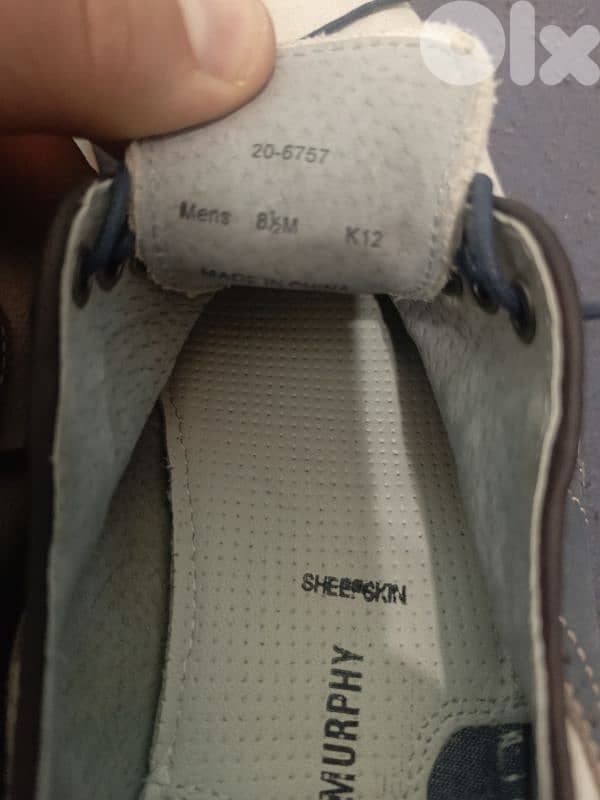 olx
20-6757
Mens 8½M K12
MADE IN CHINA
SHEEPSKIN
MURPHY